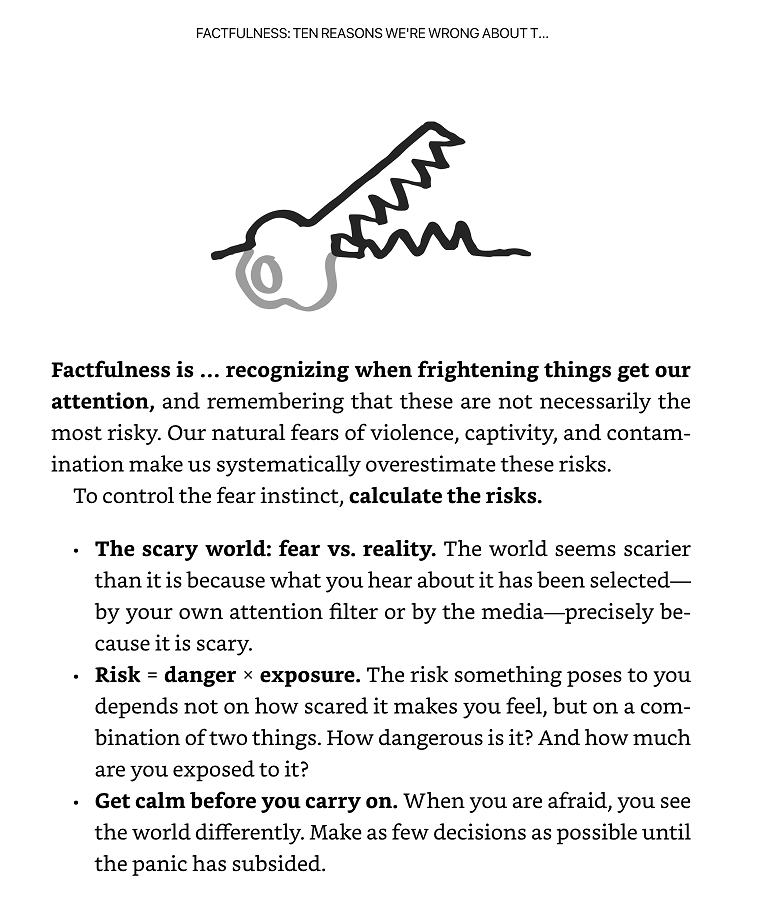 FACTFULNESS: TEN REASONS WE'RE WRONG ABOUT T...
Factfulness is ... recognizing when frightening things get our
attention, and remembering that these are not necessarily the
most risky. Our natural fears of violence, captivity, and contam-
ination make us systematically overestimate these risks.
To control the fear instinct, calculate the risks.
• The scary world: fear vs. reality. The world seems scarier
than it is because what you hear about it has been selected—
by your own attention filter or by the media—precisely be-
cause it is scary.
• Risk = danger × exposure. The risk something poses to you
depends not on how scared it makes you feel, but on a com-
bination of two things. How dangerous is it? And how much
are you exposed to it?
• Get calm before you carry on. When you are afraid, you see
the world differently. Make as few decisions as possible until
the panic has subsided.